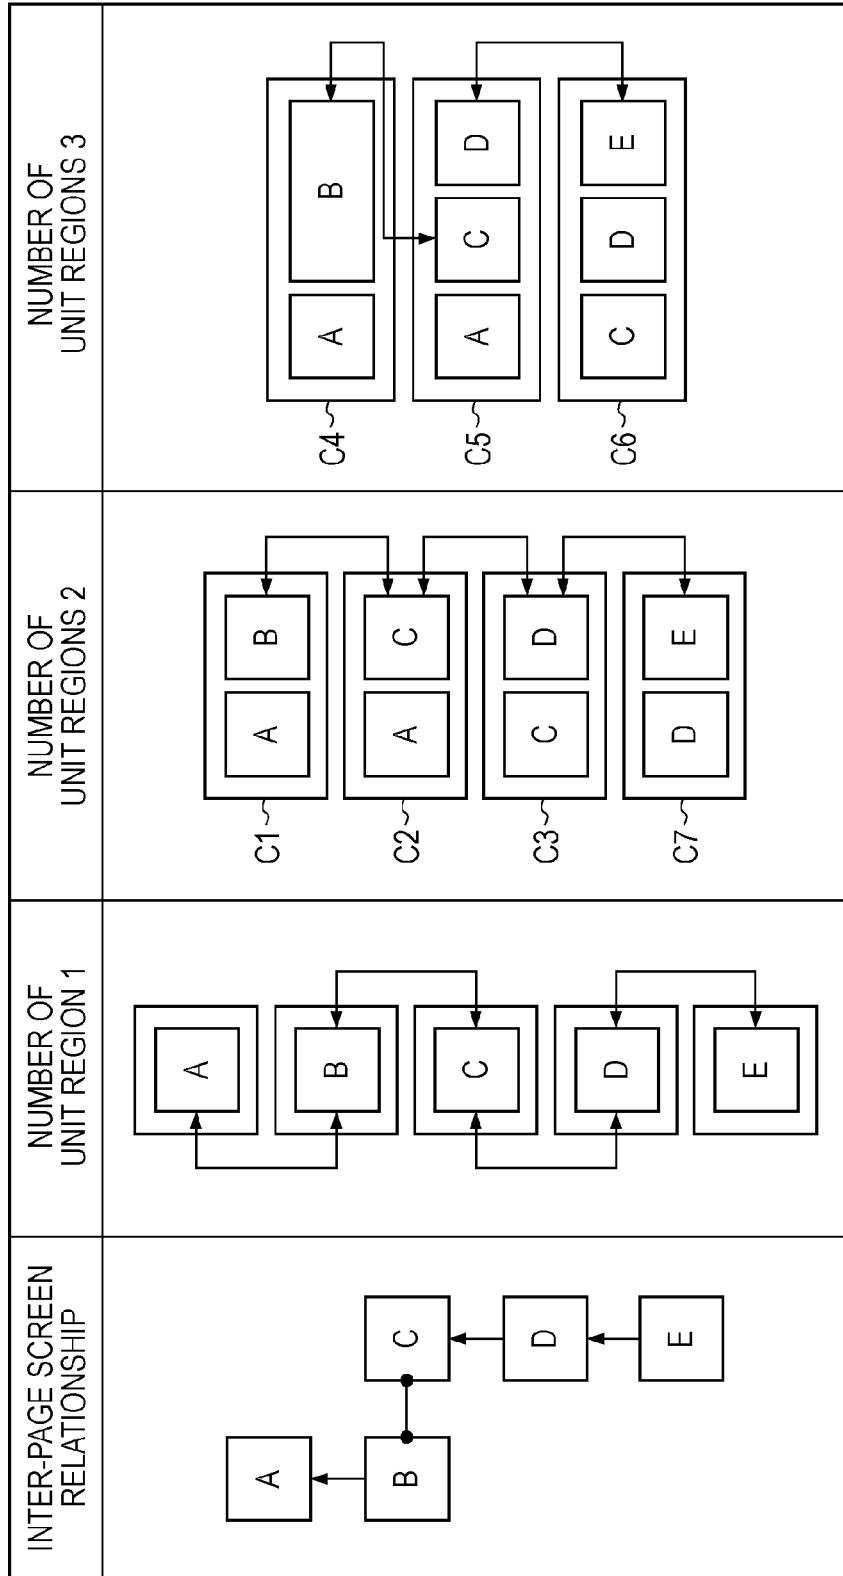 INTER-PAGE SCREEN
RELATIONSHIP
NUMBER OF
UNIT REGION 1
NUMBER OF
UNIT REGIONS 2
NUMBER OF
UNIT REGIONS 3
A
B
C
D
E
A
B
C
D
E
C1
A
B
C2
A
C
C3
C
D
C7
D
E
C4
A
B
C5
A
C
D
C6
C
D
E